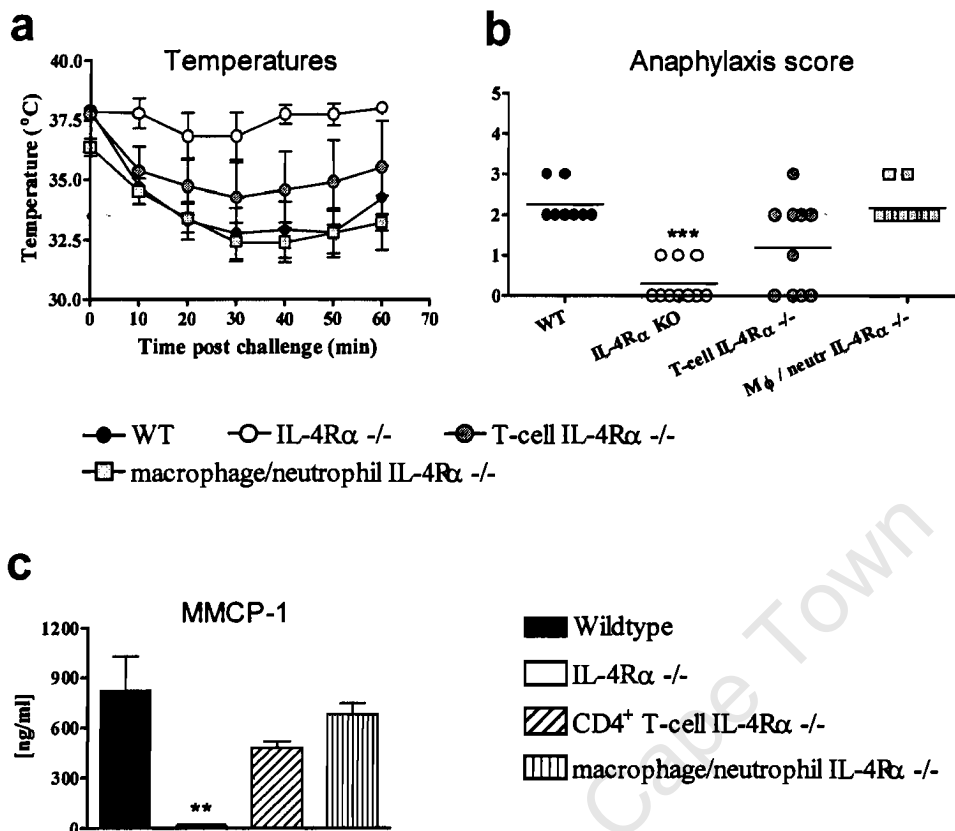 a
Temperatures
40.0
37.5
35.0
32.5
30.0
Temperature (°C)
0 10 20 30 40 50 60 70
Time post challenge (min)
b
Anaphylaxis score
5
4
3
2
1
0
***
WT
IL-4Rα KO
T-cell IL-4Rα -/-
Mϕ / neutr IL-4Rα -/-
WT IL-4Rα -/- T-cell IL-4Rα -/-
macrophage/neutrophil IL-4Rα -/-
c
MMCP-1
1200
900
600
300
0
[ng/ml]
**
Wildtype
IL-4Rα -/-
CD4⁺ T-cell IL-4Rα -/-
macrophage/neutrophil IL-4Rα -/-
Cape Town